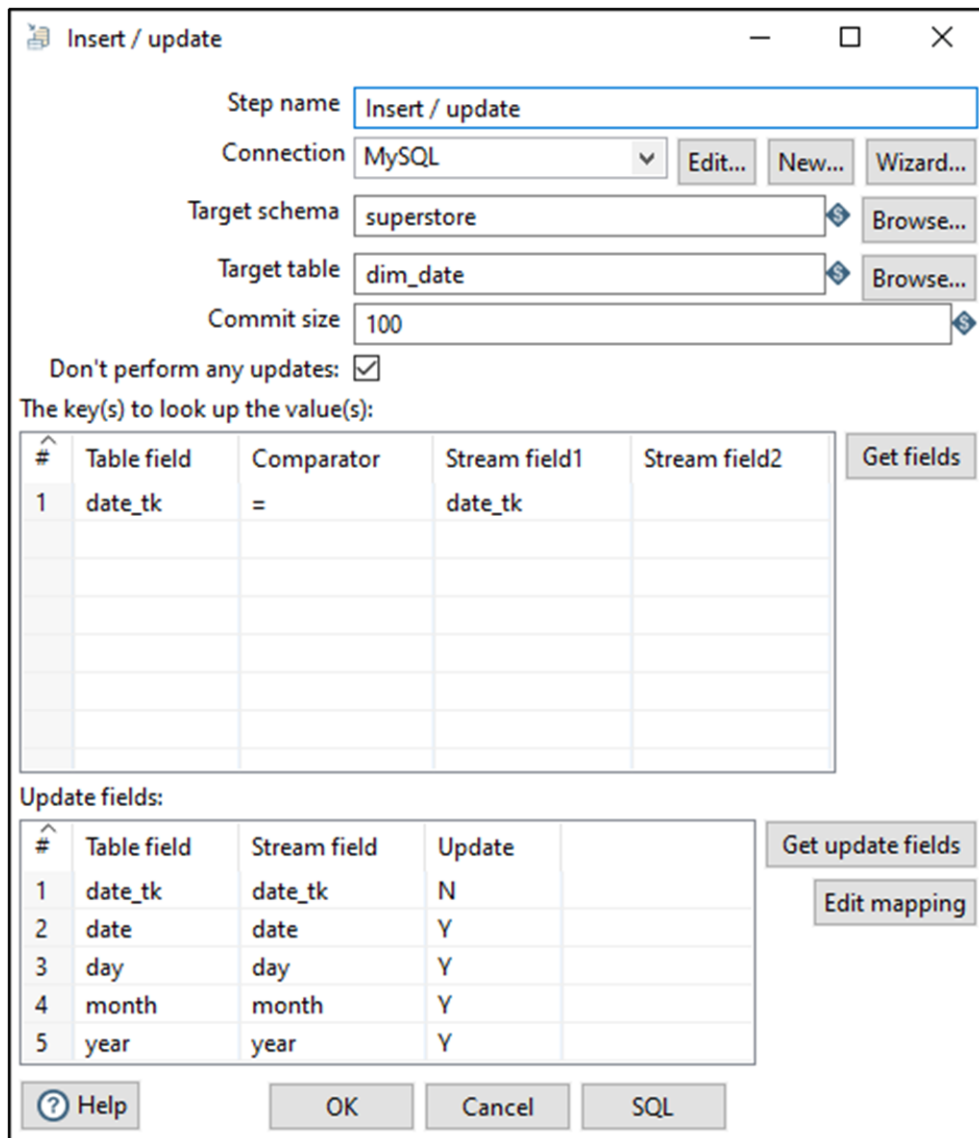 Insert / update
Step name Insert / update
Connection MySQL Edit... New... Wizard...
Target schema superstore S Browse...
Target table dim_date S Browse...
Commit size 100 S
Don't perform any updates:
The key(s) to look up the value(s):
# Table field Comparator Stream field1 Stream field2 Get fields
1 date_tk = date_tk
Update fields:
# Table field Stream field Update Get update fields
1 date_tk date_tk N Edit mapping
2 date date Y
3 day day Y
4 month month Y
5 year year Y
? Help OK Cancel SQL